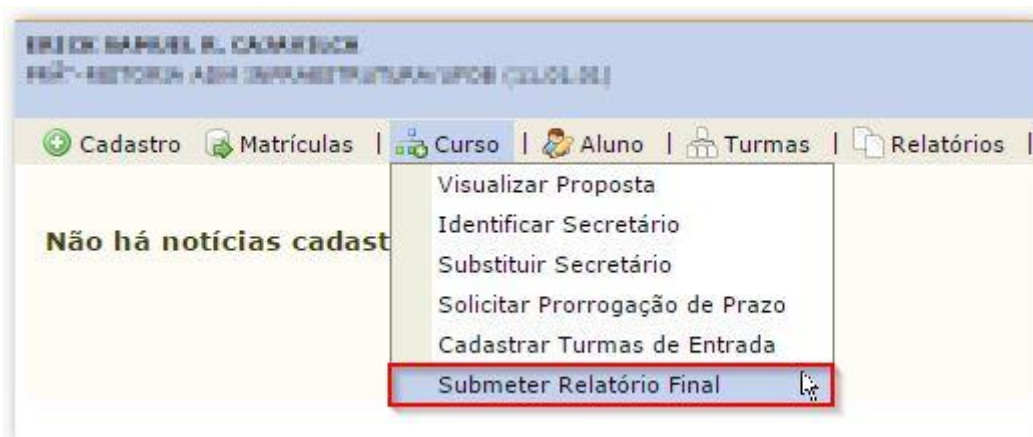 Cadastro Matrículas | Curso | Aluno | Turmas | Relatórios |
Visualizar Proposta
Identificar Secretário
Não há notícias cadast
Substituir Secretário
Solicitar Prorrogação de Prazo
Cadastrar Turmas de Entrada
Submeter Relatório Final